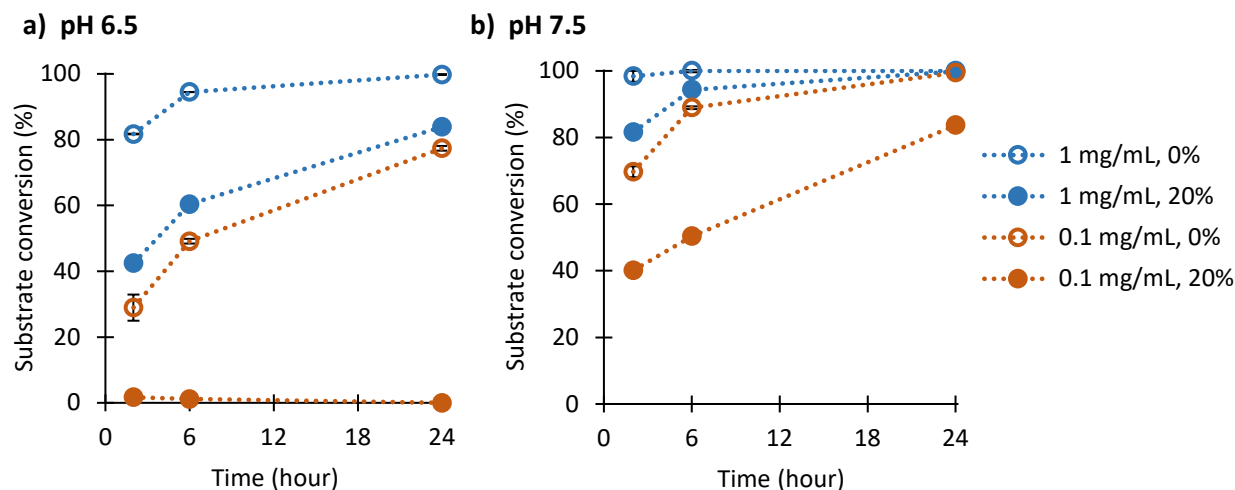 a) pH 6.5
b) pH 7.5
Substrate conversion (%)
100
80
60
40
20
0
0 6 12 18 24
Time (hour)
Substrate conversion (%)
100
80
60
40
20
0
0 6 12 18 24
Time (hour)
1 mg/mL, 0%
1 mg/mL, 20%
0.1 mg/mL, 0%
0.1 mg/mL, 20%